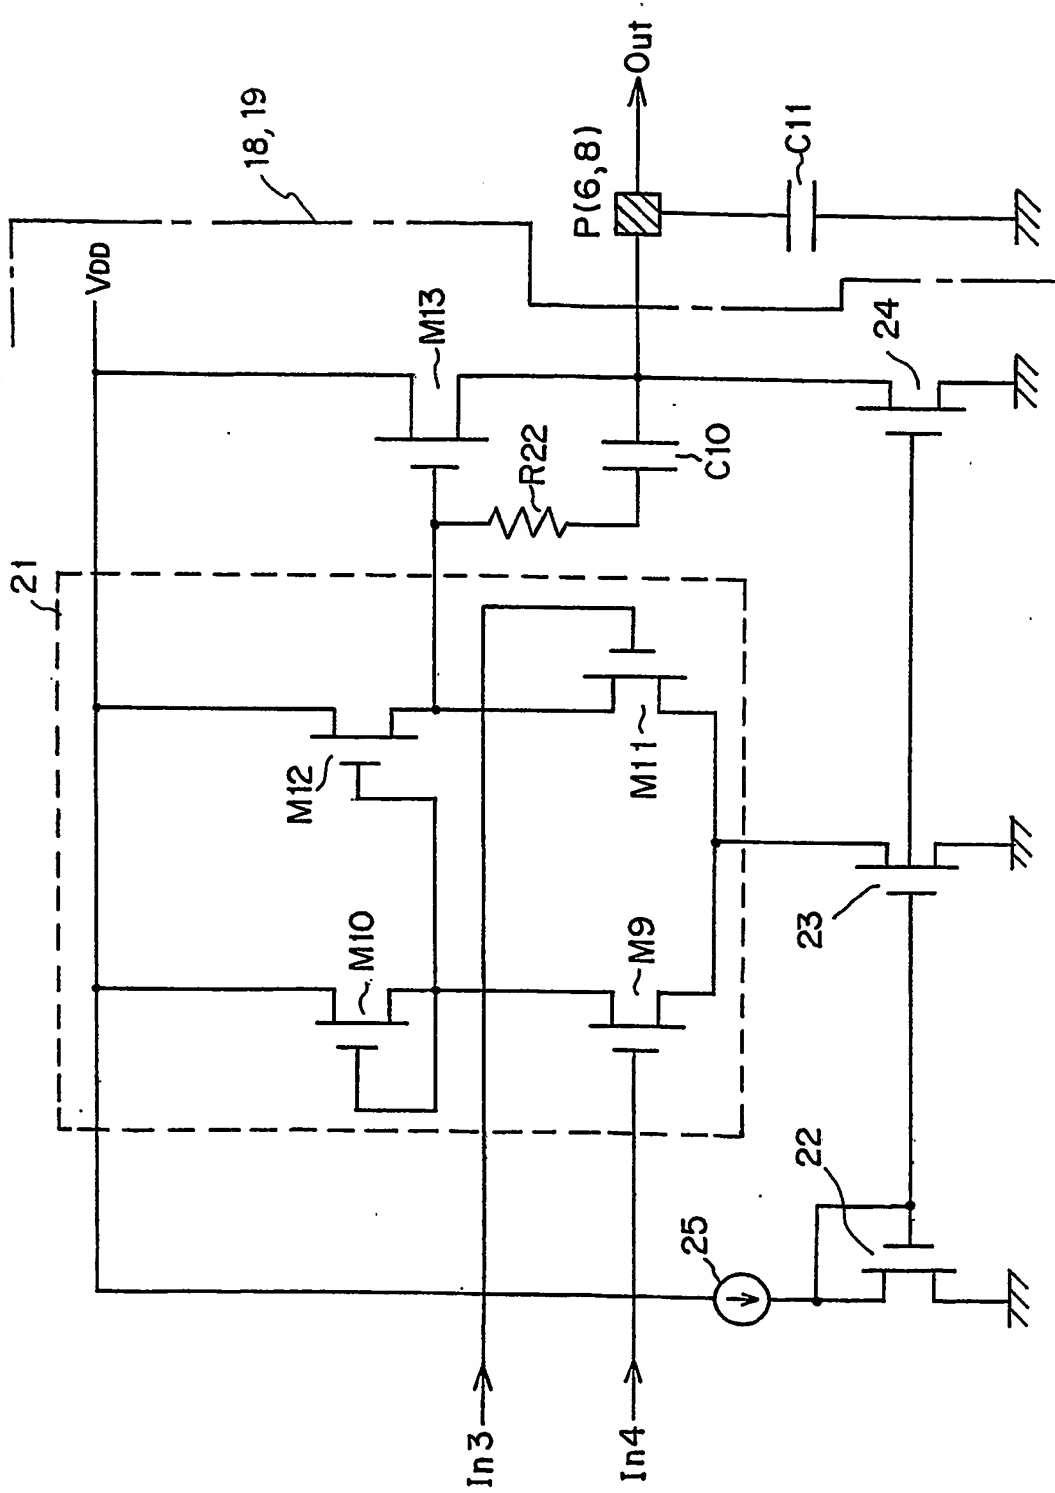 18, 19
VDD
21
M13
Out
P(6, 8)
M12
R22
C10
C11
M10
M11
M9
24
23
22
25
In3
In4